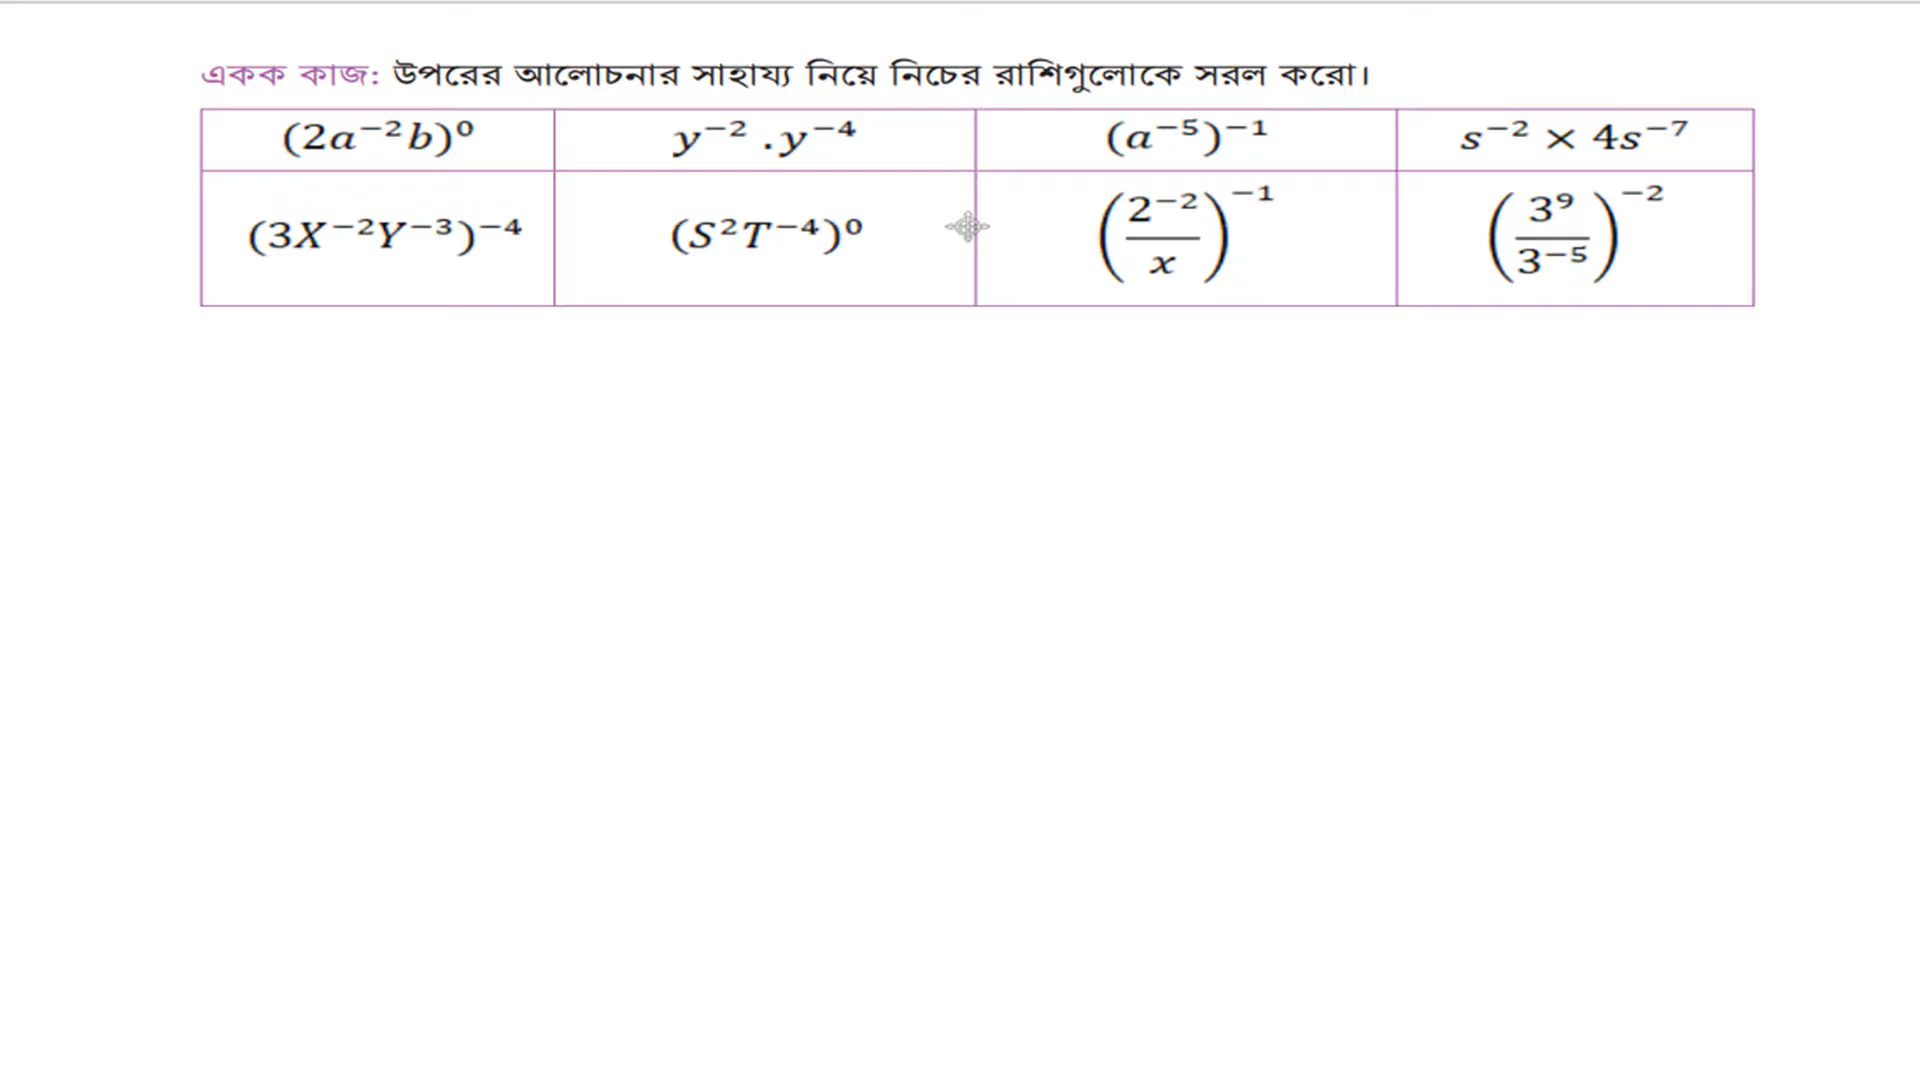 একক কাজ: উপরের আলোচনার সাহায্য নিয়ে নিচের রাশিগুলোকে সরল করো।
(2a⁻²b)⁰ y⁻² . y⁻⁴ (a⁻⁵)⁻¹ s⁻² × 4s⁻⁷
(3X⁻²Y⁻³)⁻⁴ (S²T⁻⁴)⁰ (2⁻²/x)⁻¹ (3⁹/3⁻⁵)⁻²